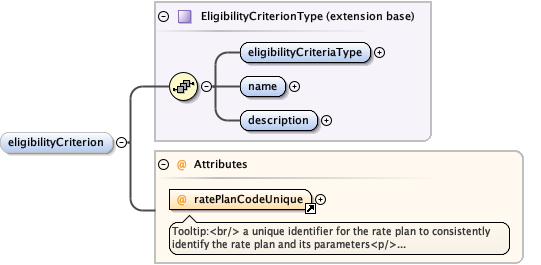 EligibilityCriterionType (extension base)
eligibilityCriteriaType
name
description
eligibilityCriterion
@ Attributes
@ ratePlanCodeUnique
Tooltip:<br/> a unique identifier for the rate plan to consistently
identify the rate plan and its parameters<p/>...